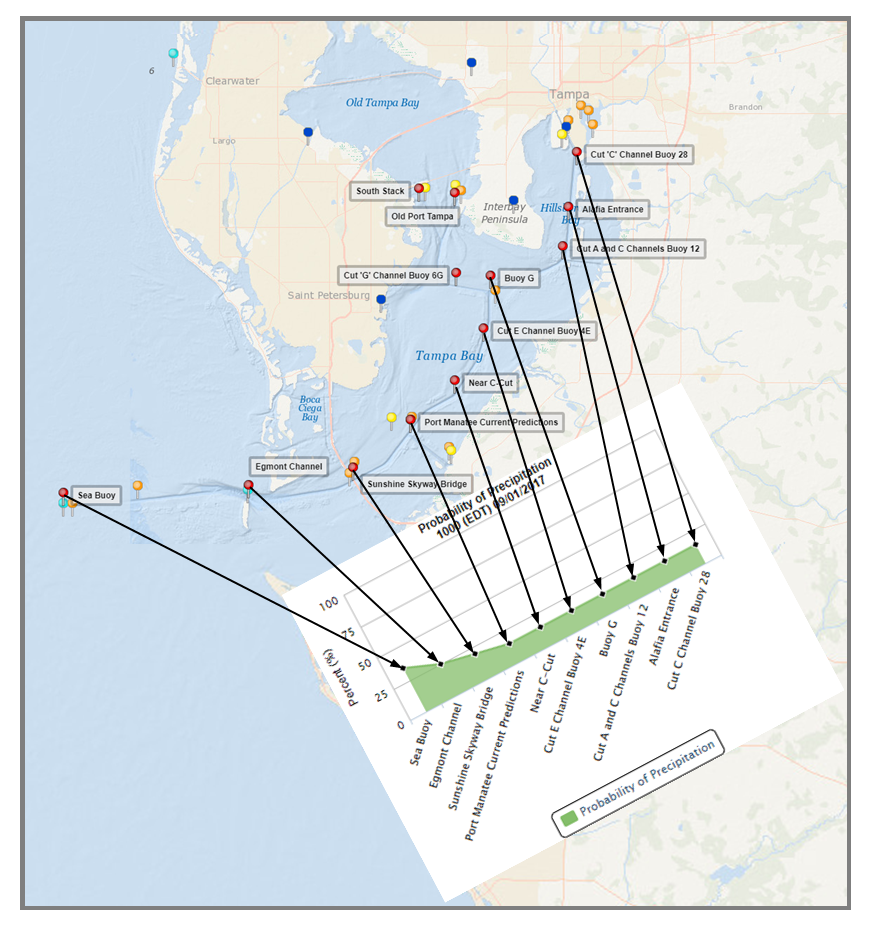 6
Clearwater
Old Tampa Bay
Tampa
Brandon
Largo
Cut 'C' Channel Buoy 28
South Stack
Old Port Tampa
Interbay
Peninsula
Hillsborough
Bay
Alafia Entrance
Cut A and C Channels Buoy 12
Cut 'G' Channel Buoy 6G
Buoy G
Saint Petersburg
Cut E Channel Buoy 4E
Tampa Bay
Near C-Cut
Boca
Ciega
Bay
Port Manatee Current Predictions
Egmont Channel
Sunshine Skyway Bridge
Sea Buoy
Probability of Precipitation
1000 (EDT) 09/01/2017
Percent (%)
100
75
50
25
0
Sea Buoy
Egmont Channel
Sunshine Skyway Bridge
Port Manatee Current Predictions
Near C-Cut
Cut E Channel Buoy 4E
Buoy G
Cut A and C Channels Buoy 12
Alafia Entrance
Cut C Channel Buoy 28
Probability of Precipitation